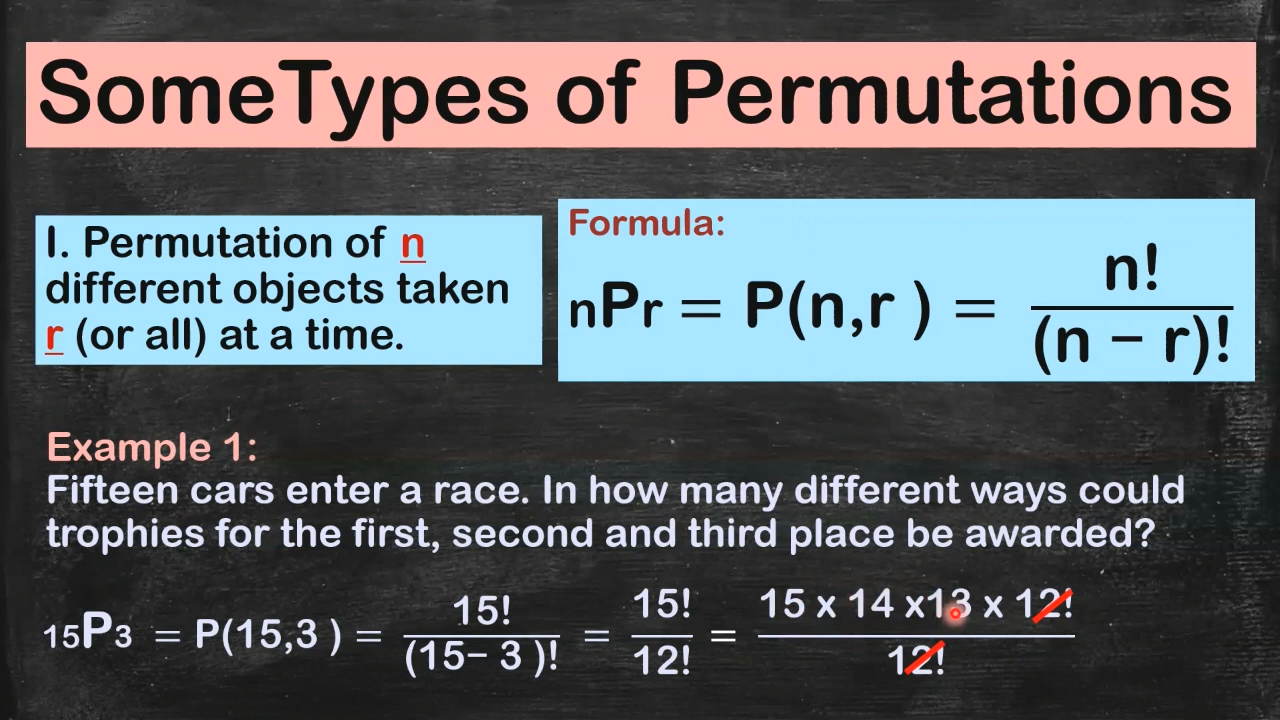 SomeTypes of Permutations
I. Permutation of n
different objects taken
r (or all) at a time.
Formula:
nPr = P(n,r ) = n! / (n − r)!
Example 1:
Fifteen cars enter a race. In how many different ways could
trophies for the first, second and third place be awarded?
15P3 = P(15,3 ) = 15! / (15− 3 )! = 15! / 12! = 15 x 14 x13 x 12! / 12!